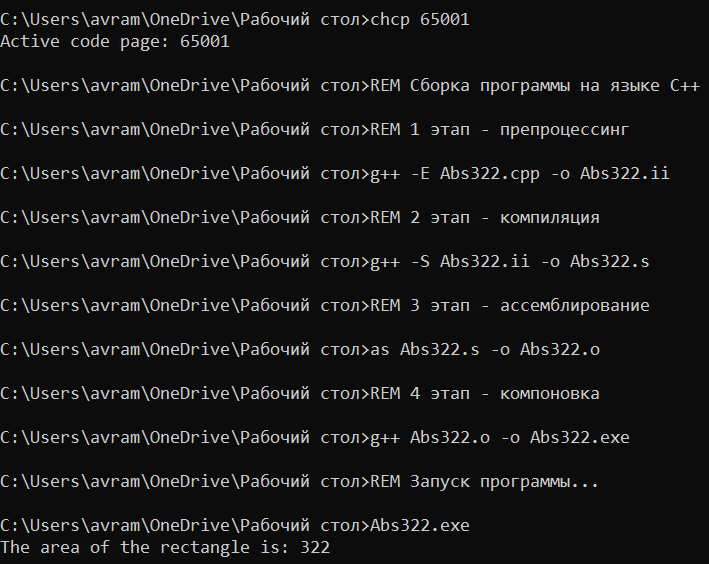 C:\Users\avram\OneDrive\Рабочий стол>chcp 65001
Active code page: 65001
C:\Users\avram\OneDrive\Рабочий стол>REM Сборка программы на языке C++
C:\Users\avram\OneDrive\Рабочий стол>REM 1 этап - препроцессинг
C:\Users\avram\OneDrive\Рабочий стол>g++ -E Abs322.cpp -o Abs322.ii
C:\Users\avram\OneDrive\Рабочий стол>REM 2 этап - компиляция
C:\Users\avram\OneDrive\Рабочий стол>g++ -S Abs322.ii -o Abs322.s
C:\Users\avram\OneDrive\Рабочий стол>REM 3 этап - ассемблирование
C:\Users\avram\OneDrive\Рабочий стол>as Abs322.s -o Abs322.o
C:\Users\avram\OneDrive\Рабочий стол>REM 4 этап - компоновка
C:\Users\avram\OneDrive\Рабочий стол>g++ Abs322.o -o Abs322.exe
C:\Users\avram\OneDrive\Рабочий стол>REM Запуск программы...
C:\Users\avram\OneDrive\Рабочий стол>Abs322.exe
The area of the rectangle is: 322